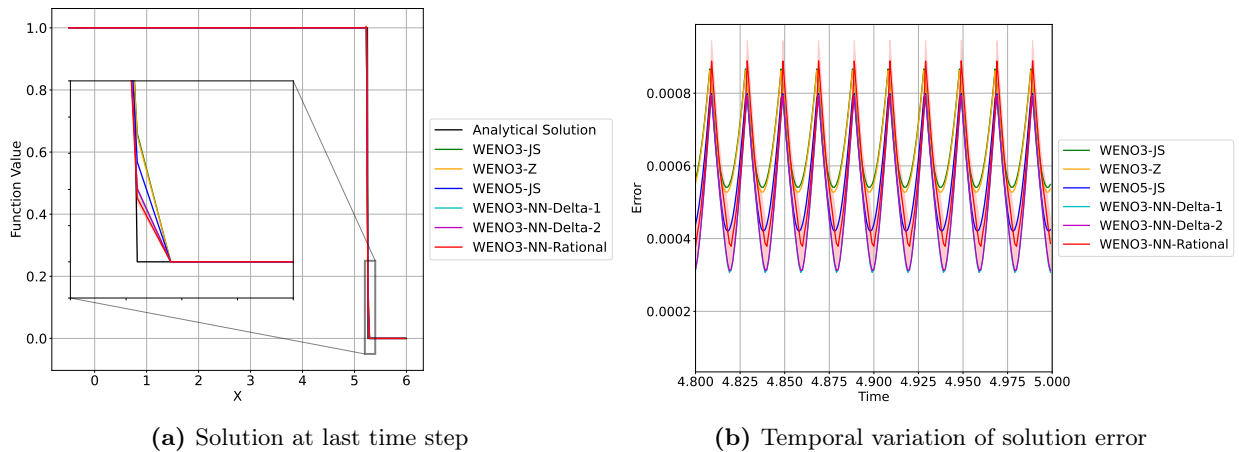 1.0
0.8
0.6
0.4
0.2
0.0
Function Value
0 1 2 3 4 5 6
X
Analytical Solution
WENO3-JS
WENO3-Z
WENO5-JS
WENO3-NN-Delta-1
WENO3-NN-Delta-2
WENO3-NN-Rational
(a) Solution at last time step
0.0008
0.0006
0.0004
0.0002
Error
4.800 4.825 4.850 4.875 4.900 4.925 4.950 4.975 5.000
Time
WENO3-JS
WENO3-Z
WENO5-JS
WENO3-NN-Delta-1
WENO3-NN-Delta-2
WENO3-NN-Rational
(b) Temporal variation of solution error